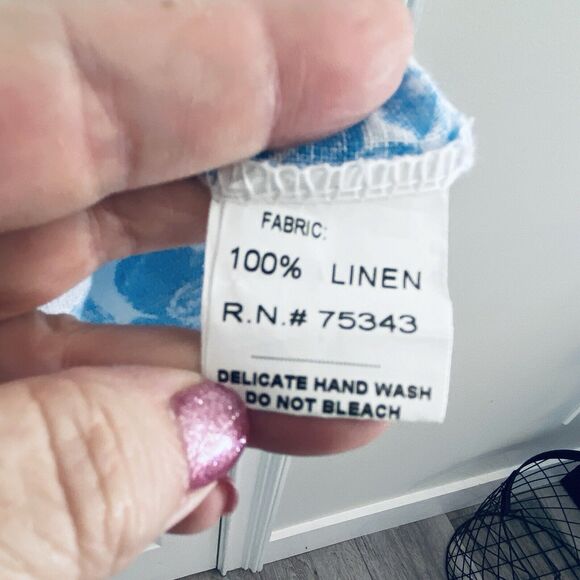 FABRIC:
100% LINEN
R.N.# 75343
DELICATE HAND WASH
DO NOT BLEACH